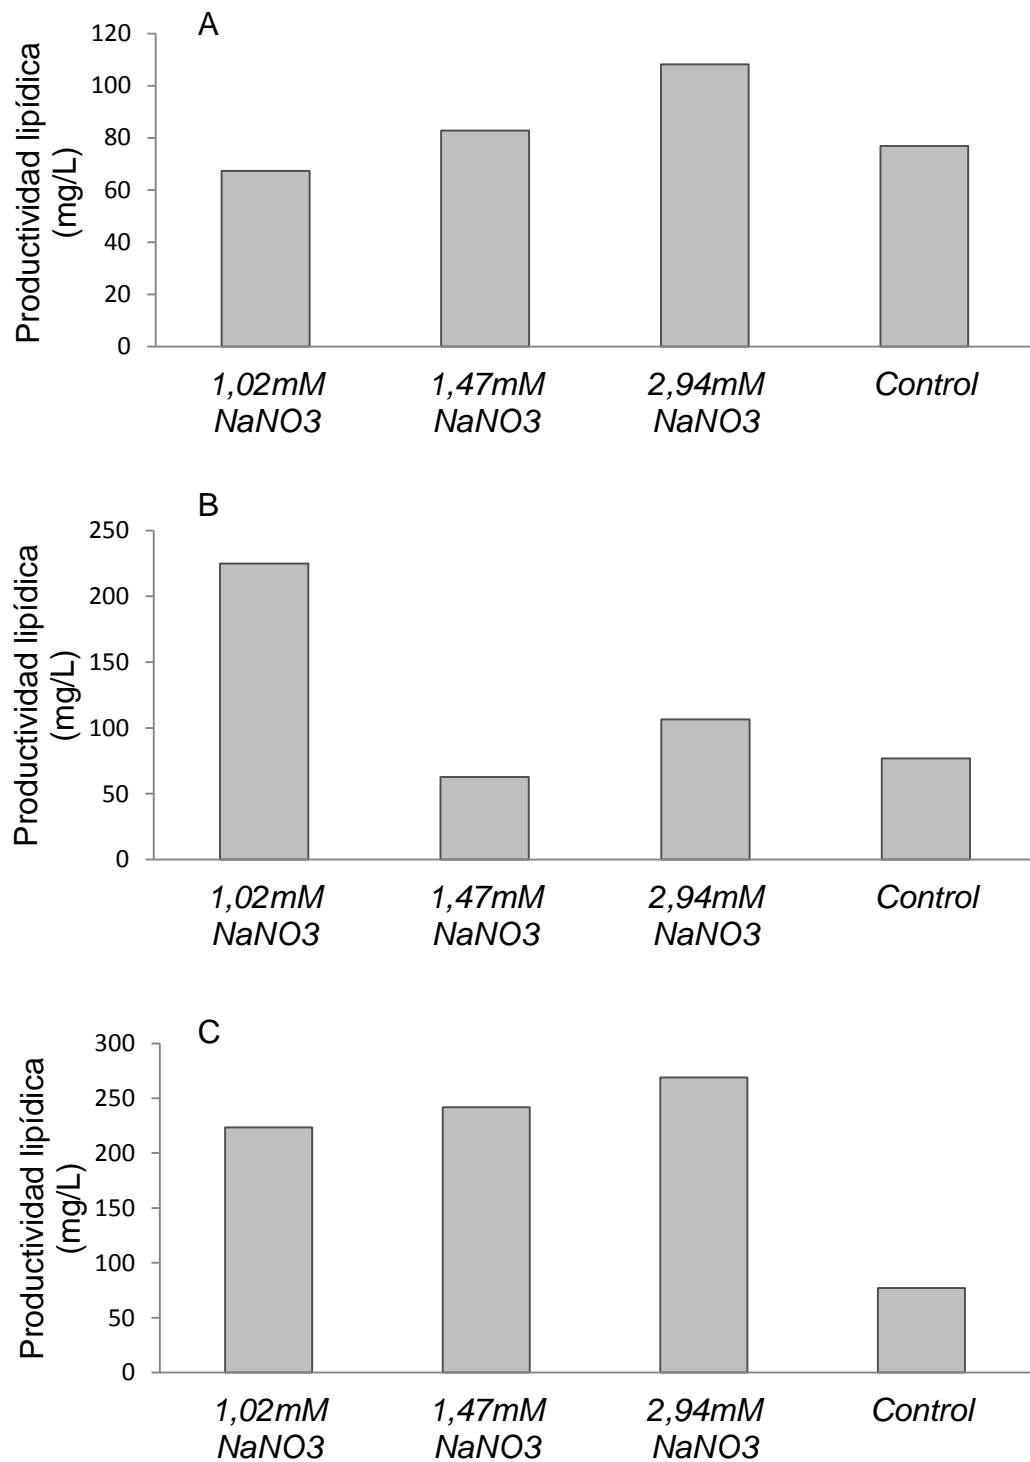 A
Productividad lipídica
(mg/L)
120
100
80
60
40
20
0
1,02mM
NaNO3
1,47mM
NaNO3
2,94mM
NaNO3
Control
B
Productividad lipídica
(mg/L)
250
200
150
100
50
0
1,02mM
NaNO3
1,47mM
NaNO3
2,94mM
NaNO3
Control
C
Productividad lipídica
(mg/L)
300
250
200
150
100
50
0
1,02mM
NaNO3
1,47mM
NaNO3
2,94mM
NaNO3
Control